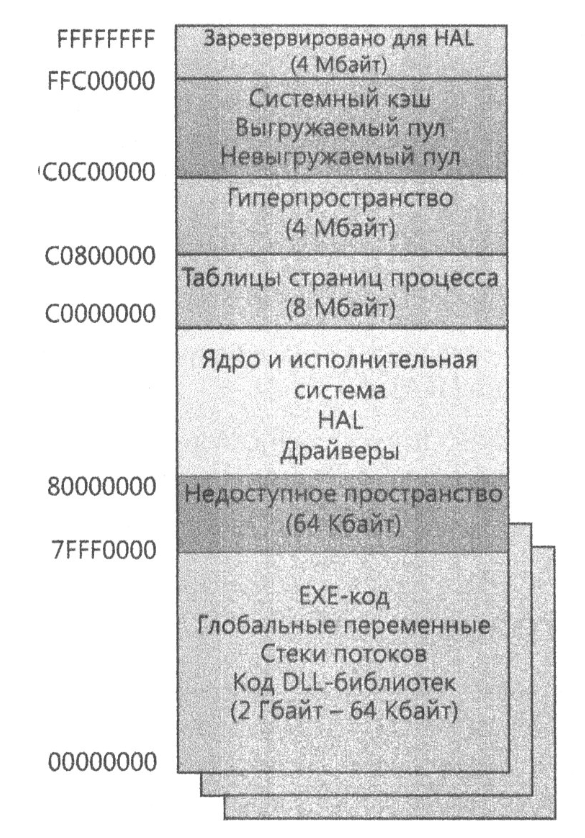 FFFFFFFF
Зарезервировано для HAL
(4 Мбайт)
FFC00000
Системный кэш
Выгружаемый пул
Невыгружаемый пул
C0C00000
Гиперпространство
(4 Мбайт)
C0800000
Таблицы страниц процесса
(8 Мбайт)
C0000000
Ядро и исполнительная
система
HAL
Драйверы
80000000
Недоступное пространство
(64 Кбайт)
7FFF0000
EXE-код
Глобальные переменные
Стеки потоков
Код DLL-библиотек
(2 Гбайт – 64 Кбайт)
00000000